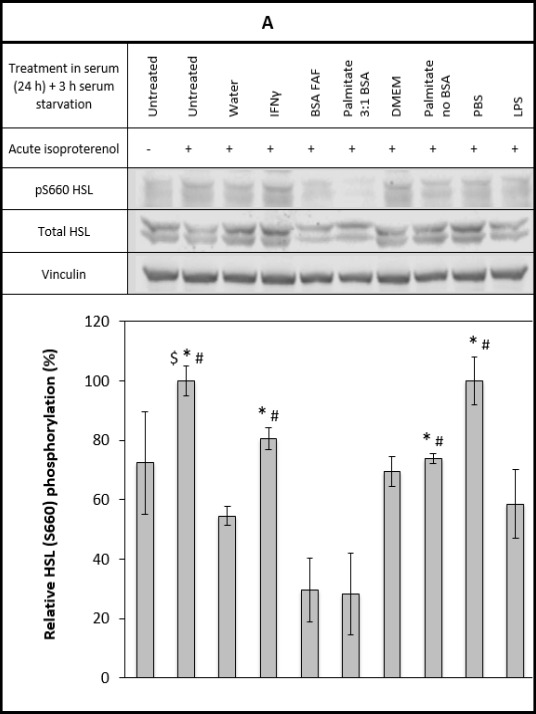 A
Treatment in serum
(24 h) + 3 h serum
starvation
Untreated
Untreated
Water
IFNγ
BSA FAF
Palmitate
3:1 BSA
DMEM
Palmitate
no BSA
PBS
LPS
Acute isoproterenol - + + + + + + + + +
pS660 HSL
Total HSL
Vinculin
Relative HSL (S660) phosphorylation (%)
120
100
80
60
40
20
0
$ * #
* #
* #
* #